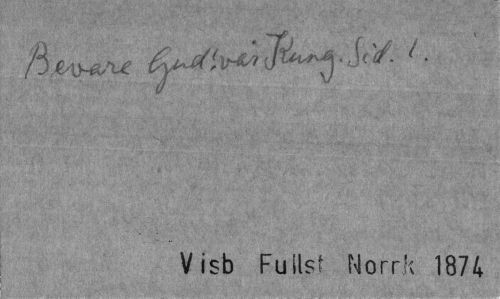 Bevare Gud! vår Kung. Sid. 1.
Visb Fullst Norrk 1874